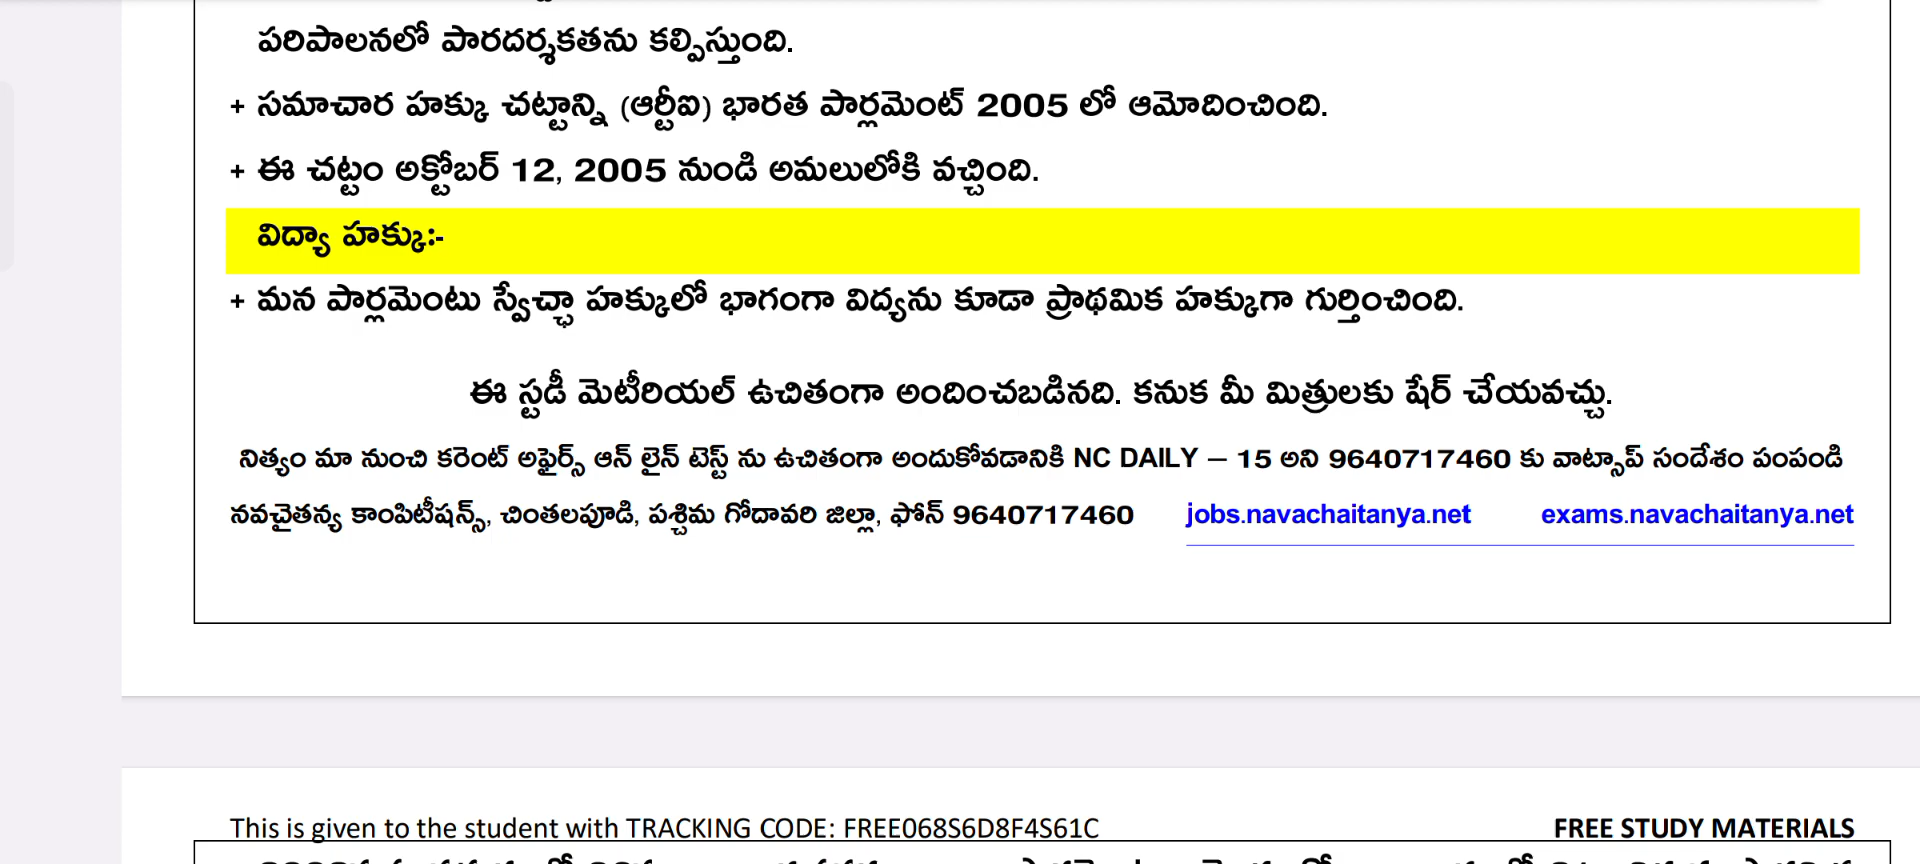 పరిపాలనలో పారదర్శకతను కల్పిస్తుంది.
+ సమాచార హక్కు చట్టాన్ని (ఆర్టీఐ) భారత పార్లమెంట్ 2005 లో ఆమోదించింది.
+ ఈ చట్టం అక్టోబర్ 12, 2005 నుండి అమలులోకి వచ్చింది.
విద్యా హక్కు:-
+ మన పార్లమెంటు స్వేచ్ఛా హక్కులో భాగంగా విద్యను కూడా ప్రాథమిక హక్కుగా గుర్తించింది.
ఈ స్టడీ మెటీరియల్ ఉచితంగా అందించబడినది. కనుక మీ మిత్రులకు షేర్ చేయవచ్చు.
నిత్యం మా నుంచి కరెంట్ అఫైర్స్ ఆన్ లైన్ టెస్ట్ ను ఉచితంగా అందుకోవడానికి NC DAILY – 15 అని 9640717460 కు వాట్సాప్ సందేశం పంపండి
నవచైతన్య కాంపిటీషన్స్, చింతలపూడి, పశ్చిమ గోదావరి జిల్లా, ఫోన్ 9640717460 jobs.navachaitanya.net exams.navachaitanya.net
This is given to the student with TRACKING CODE: FREE068S6D8F4S61C FREE STUDY MATERIALS